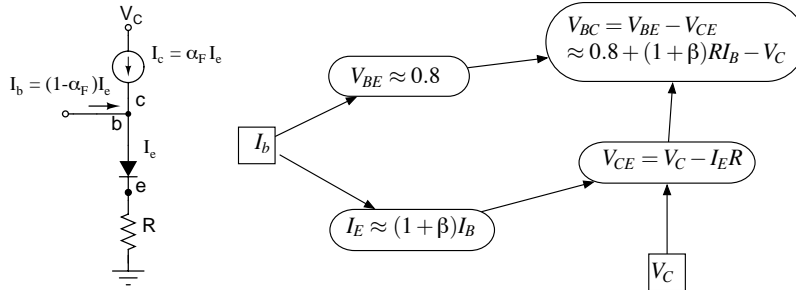 V_C
I_c = α_F I_e
I_b = (1-α_F)I_e
c
b
I_e
e
R
I_b
V_BE ≈ 0.8
I_E ≈ (1+β)I_B
V_BC = V_BE − V_CE
≈ 0.8+(1+β)RI_B − V_C
V_CE = V_C − I_E R
V_C